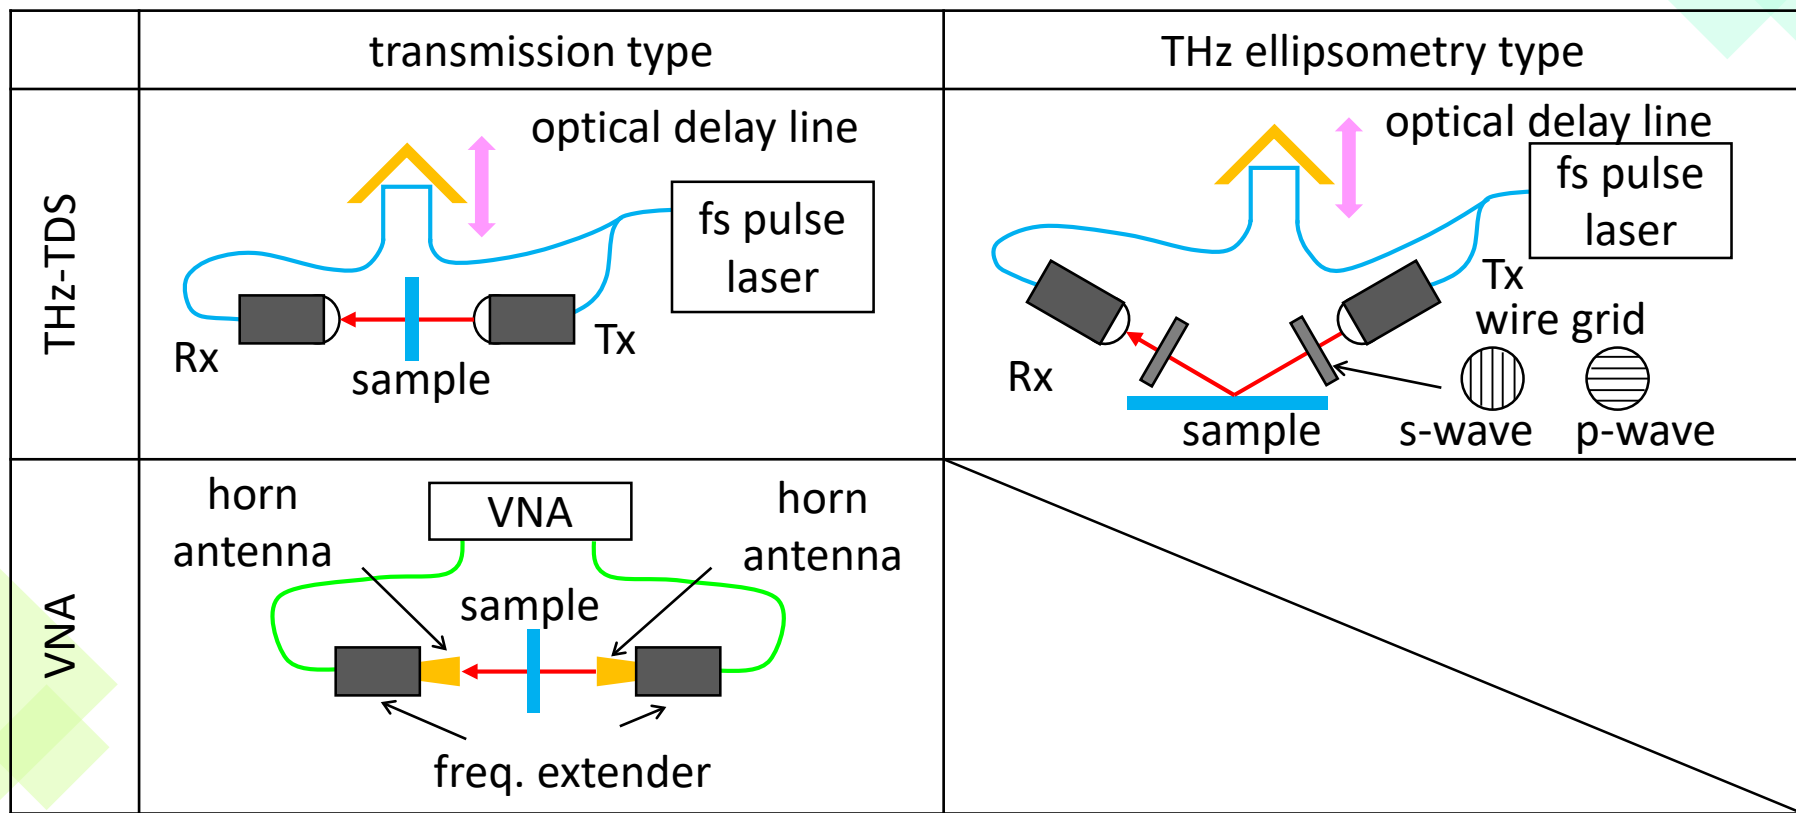 transmission type
THz ellipsometry type
THz-TDS
optical delay line
fs pulse
laser
Rx
Tx
sample
optical delay line
fs pulse
laser
Tx
wire grid
Rx
sample
s-wave
p-wave
VNA
horn
antenna
VNA
horn
antenna
sample
freq. extender